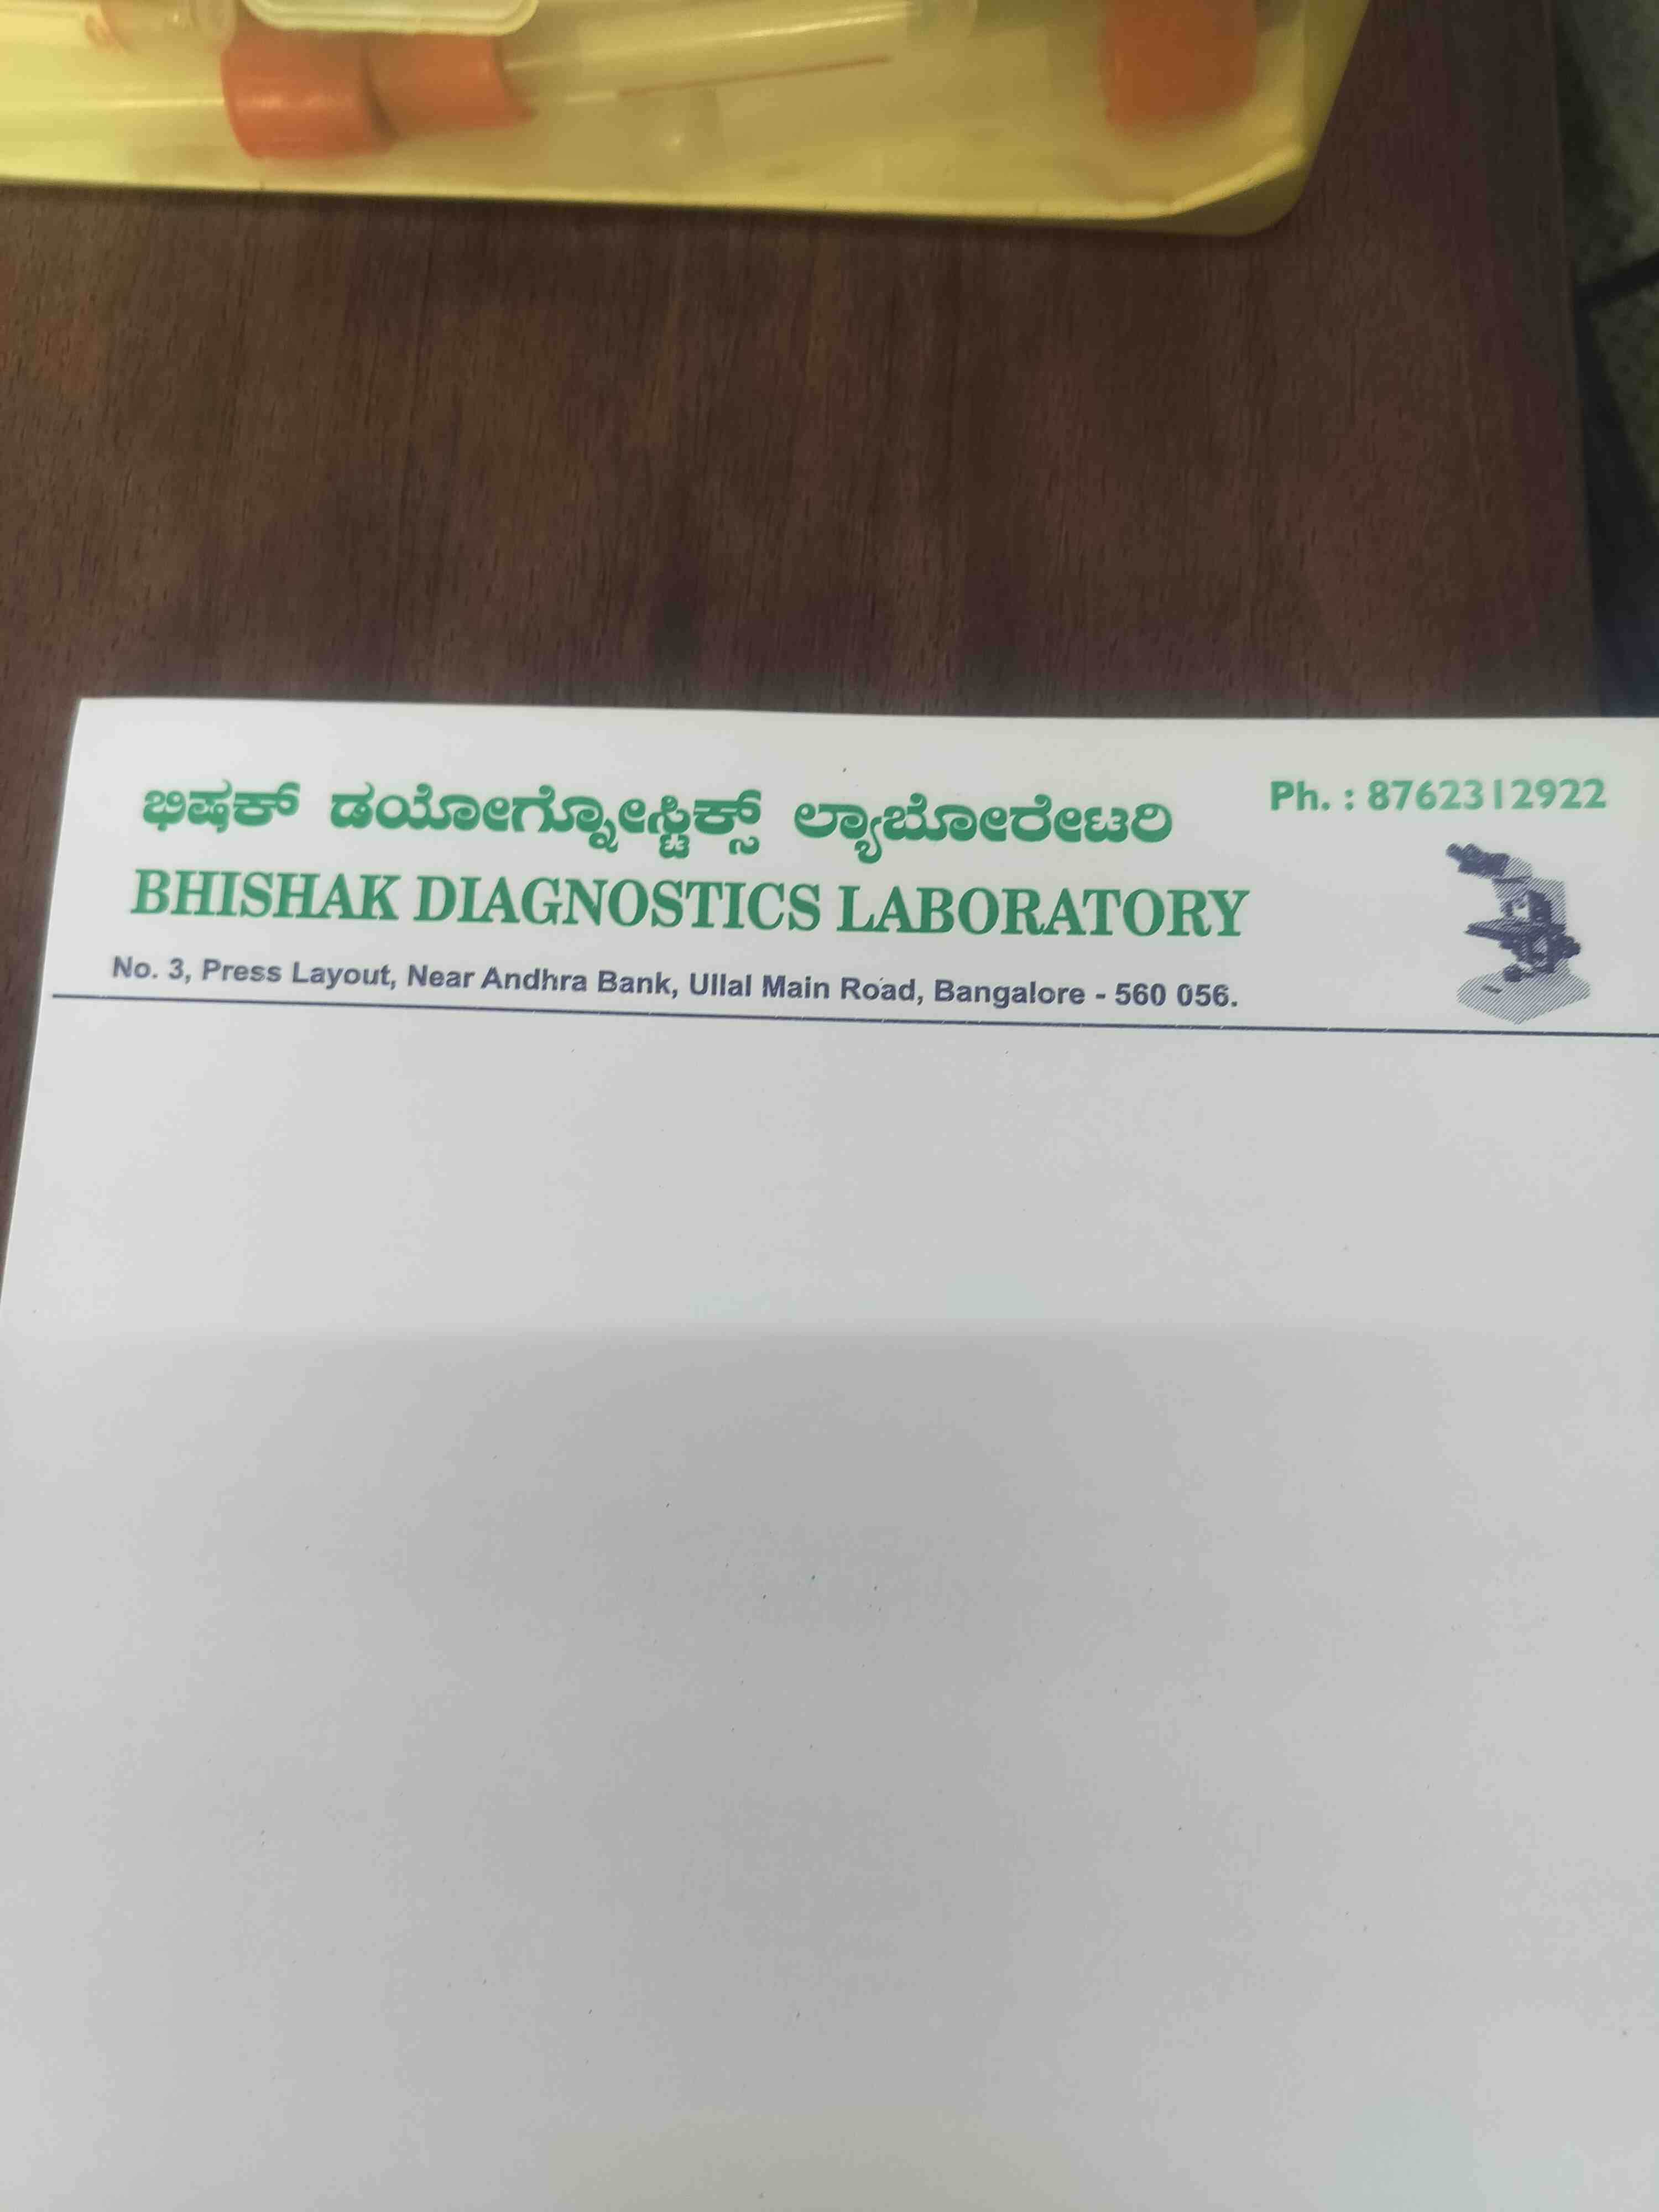 ಭಿಷಕ್ ಡಯೋಗ್ನೋಸ್ಟಿಕ್ಸ್ ಲ್ಯಾಬೋರೇಟರಿ
Ph. : 8762312922
BHISHAK DIAGNOSTICS LABORATORY
No. 3, Press Layout, Near Andhra Bank, Ullal Main Road, Bangalore - 560 056.